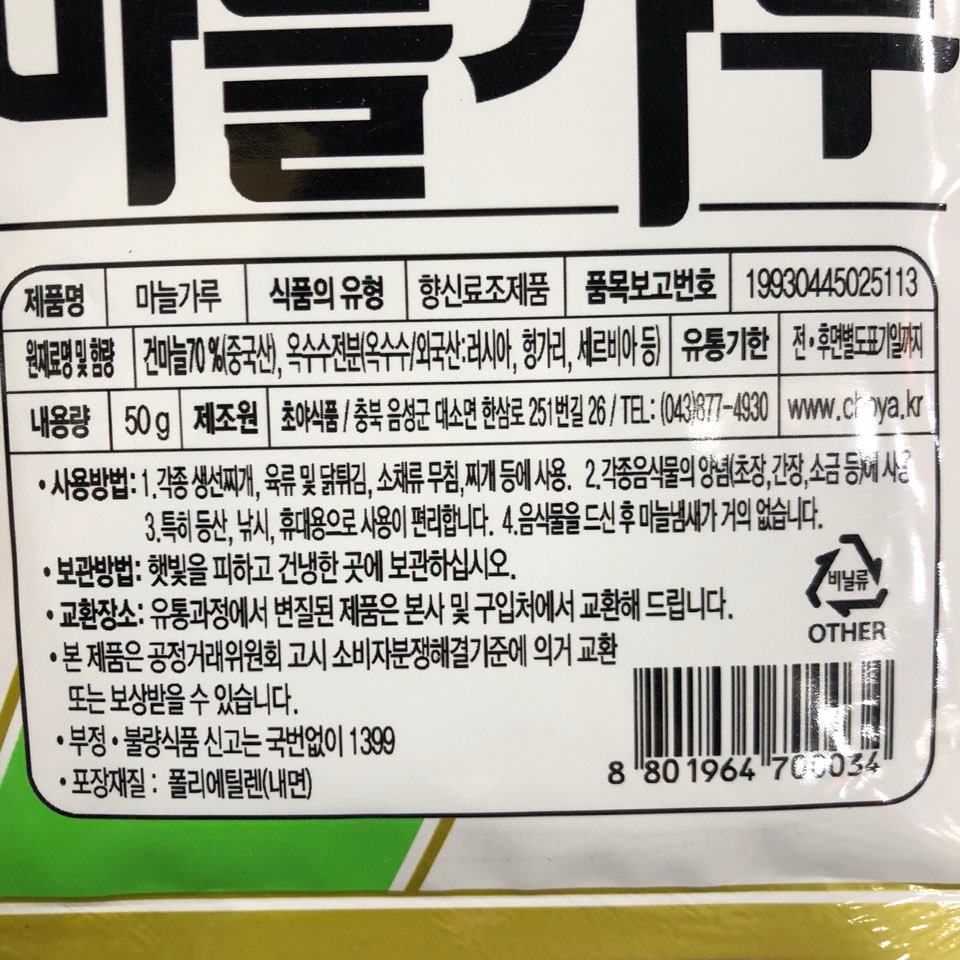 마늘가루
제품명 마늘가루 식품의 유형 향신료조제품 품목보고번호 19930445025113
원재료명 및 함량 건마늘70 %(중국산), 옥수수전분(옥수수/외국산:러시아, 헝가리, 세르비아 등) 유통기한 전•후면별도표기일까지
내용량 50g 제조원 초야식품 / 충북 음성군 대소면 한삼로 251번길 26 / TEL: (043)877-4930 www.choya.kr
• 사용방법: 1.각종 생선찌개, 육류 및 닭튀김, 소채류 무침,찌개 등에 사용. 2.각종음식물의 양념(초장,간장,소금 등)에 사용
3.특히 등산, 낚시, 휴대용으로 사용이 편리합니다. 4.음식물을 드신 후 마늘냄새가 거의 없습니다.
• 보관방법: 햇빛을 피하고 건냉한 곳에 보관하십시오.
• 교환장소: 유통과정에서 변질된 제품은 본사 및 구입처에서 교환해 드립니다.
• 본 제품은 공정거래위원회 고시 소비자분쟁해결기준에 의거 교환
또는 보상받을 수 있습니다.
• 부정•불량식품 신고는 국번없이 1399
• 포장재질 : 폴리에틸렌(내면)
비닐류
OTHER
8 801964 700034